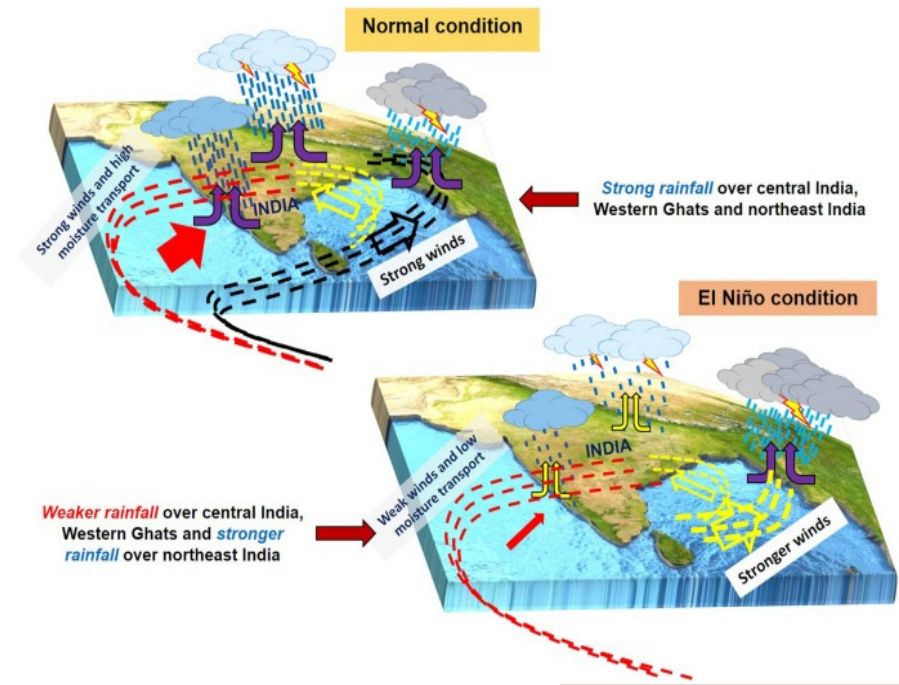 Normal condition
Strong winds and high
moisture transport
INDIA
Strong winds
Strong rainfall over central India,
Western Ghats and northeast India
El Niño condition
Weak winds and low
moisture transport
INDIA
Stronger winds
Weaker rainfall over central India,
Western Ghats and stronger
rainfall over northeast India